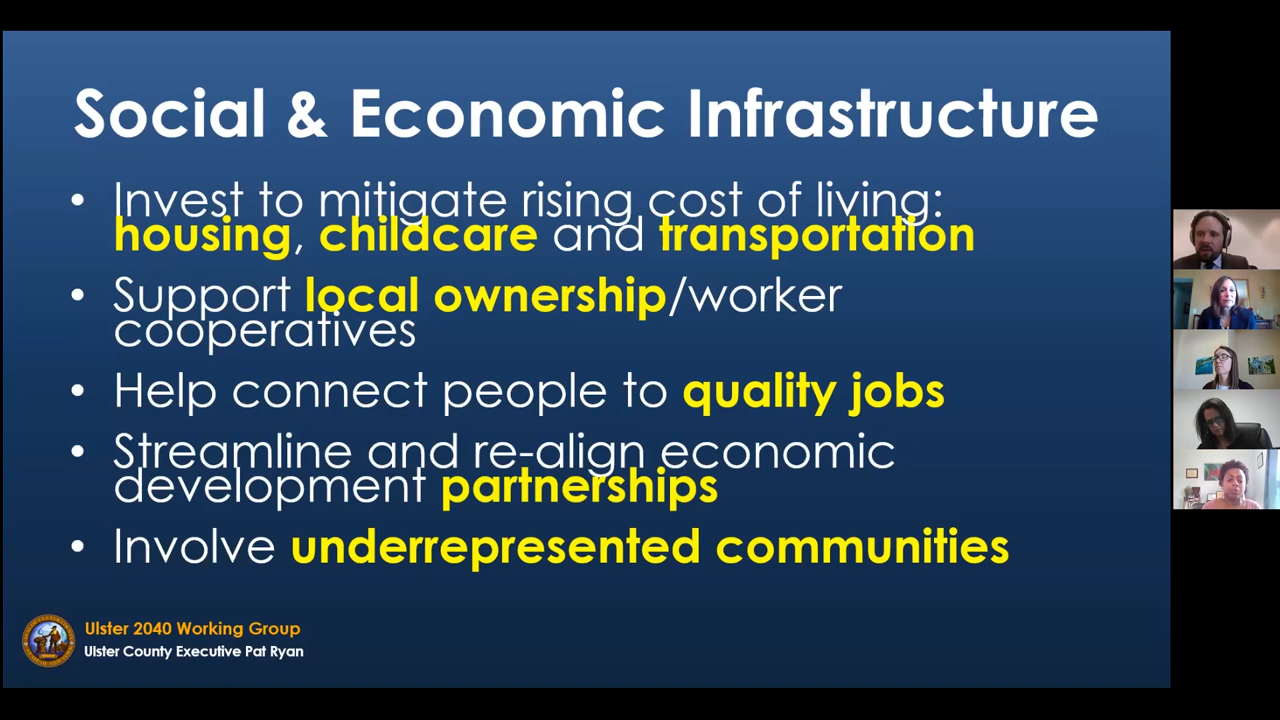 Social & Economic Infrastructure
• Invest to mitigate rising cost of living:
housing, childcare and transportation
• Support local ownership/worker
cooperatives
• Help connect people to quality jobs
• Streamline and re-align economic
development partnerships
• Involve underrepresented communities
Ulster 2040 Working Group
Ulster County Executive Pat Ryan